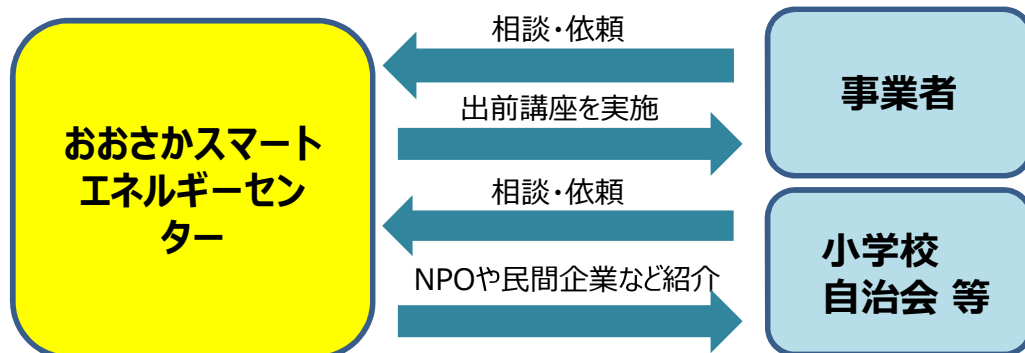 おおさかスマート
エネルギーセン
ター
相談・依頼
出前講座を実施
相談・依頼
NPOや民間企業など紹介
事業者
小学校
自治会 等